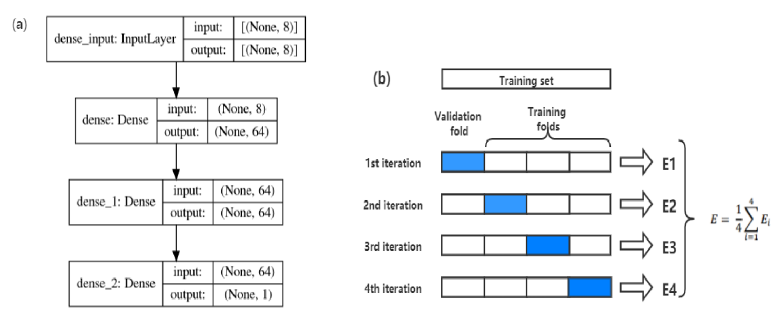 (a)
dense_input: InputLayer
input: [(None, 8)]
output: [(None, 8)]
dense: Dense
input: (None, 8)
output: (None, 64)
dense_1: Dense
input: (None, 64)
output: (None, 64)
dense_2: Dense
input: (None, 64)
output: (None, 1)
(b)
Training set
Validation
fold
Training
folds
1st iteration
E1
2nd iteration
E2
3rd iteration
E3
4th iteration
E4
E = 1/4 4∑i=1 Ei